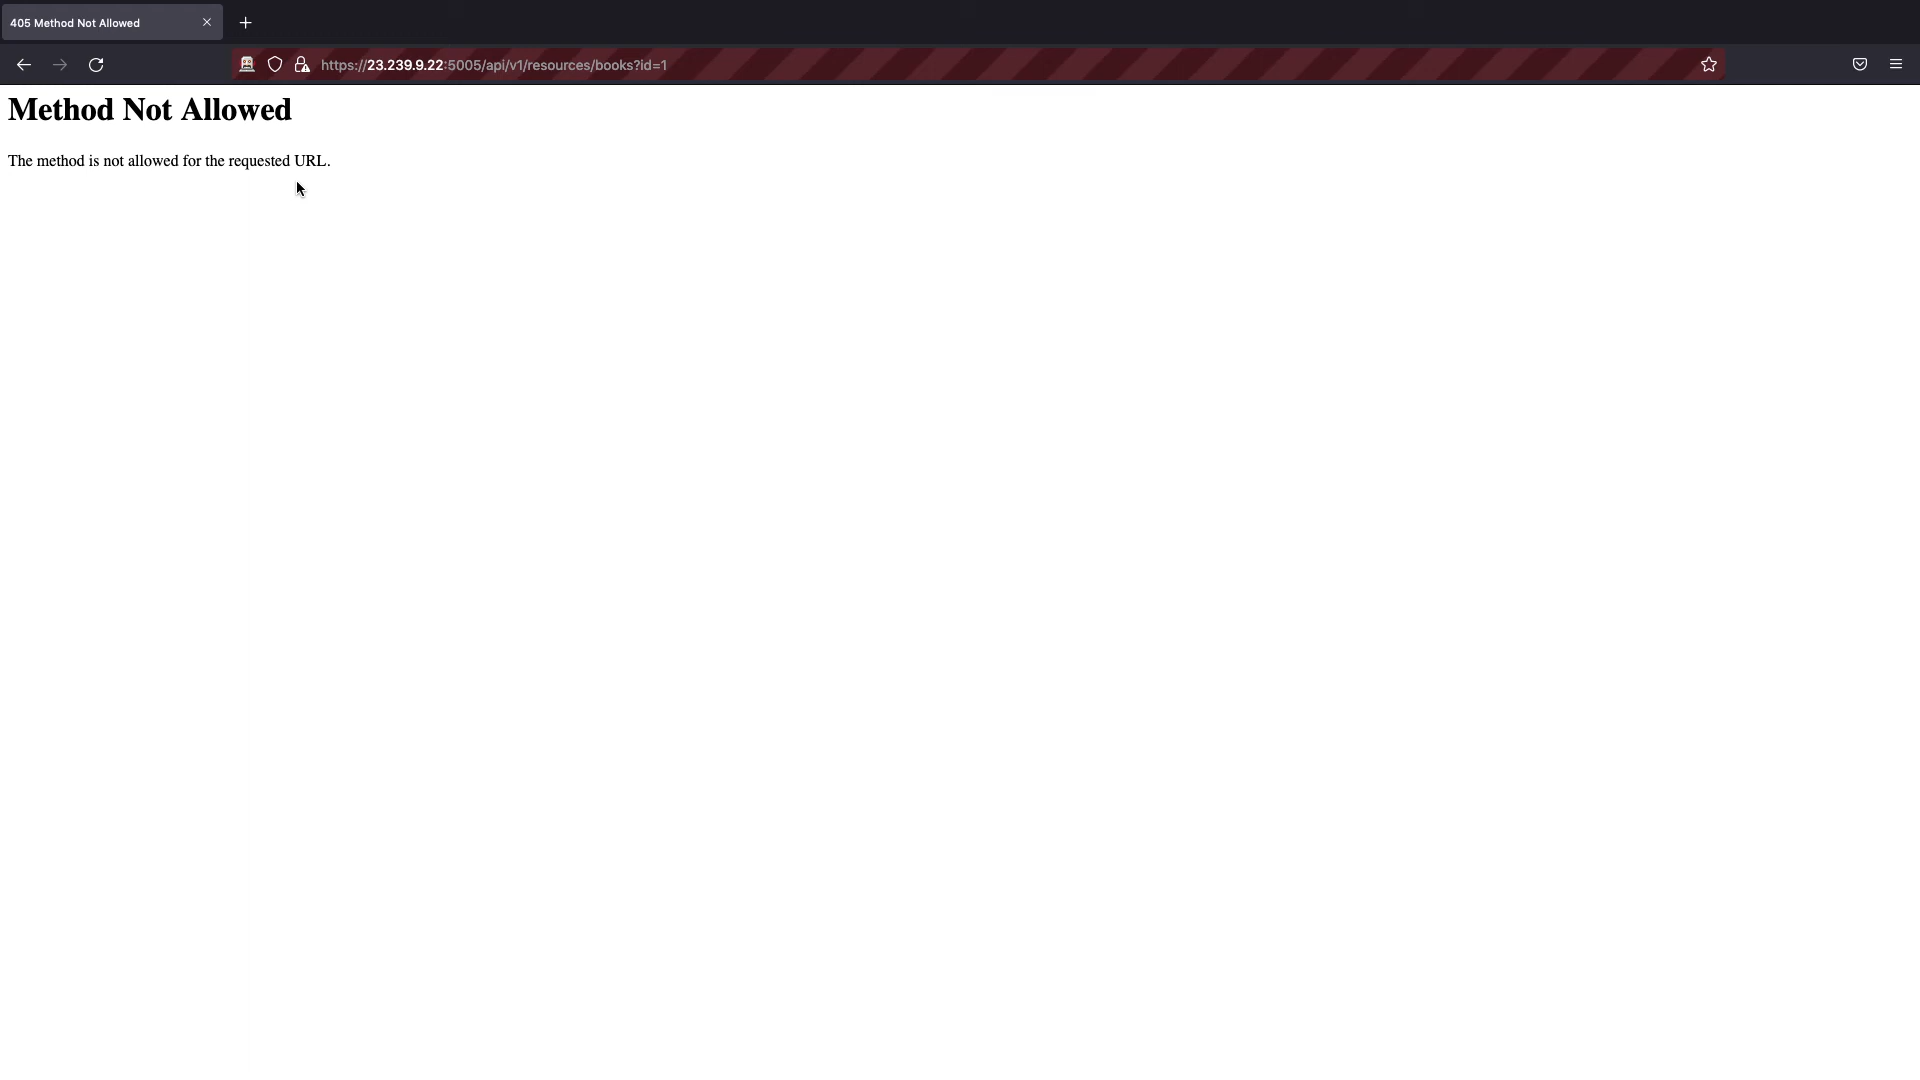 405 Method Not Allowed
https://23.239.9.22:5005/api/v1/resources/books?id=1
Method Not Allowed
The method is not allowed for the requested URL.